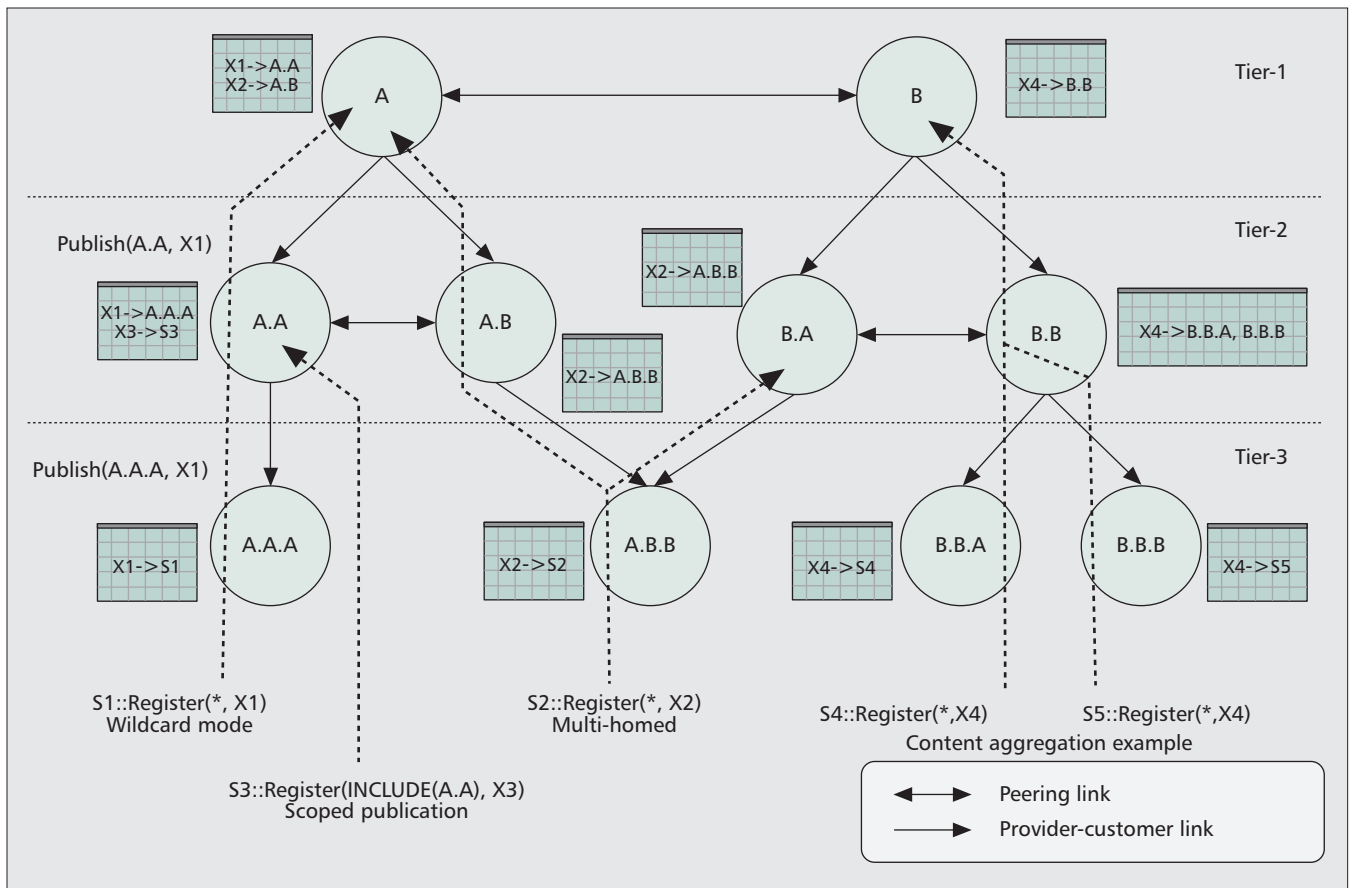 X1->A.A
X2->A.B
A
B
X4->B.B
Tier-1
Publish(A.A, X1)
Tier-2
X2->A.B.B
X1->A.A.A
X3->S3
A.A
A.B
X2->A.B.B
B.A
B.B
X4->B.B.A, B.B.B
Publish(A.A.A, X1)
Tier-3
X1->S1
A.A.A
X2->S2
A.B.B
X4->S4
B.B.A
B.B.B
X4->S5
S1::Register(*, X1)
Wildcard mode
S2::Register(*, X2)
Multi-homed
S4::Register(*,X4)
S5::Register(*,X4)
Content aggregation example
S3::Register(INCLUDE(A.A), X3)
Scoped publication
Peering link
Provider-customer link